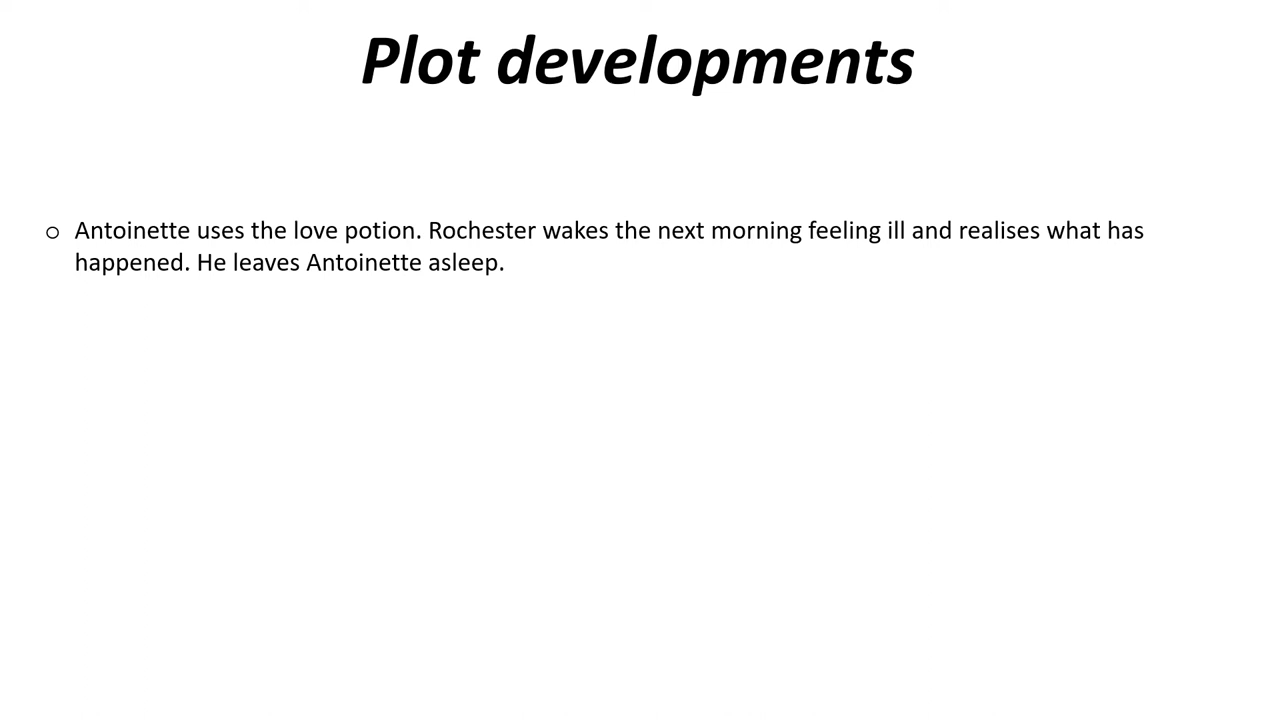 Plot developments
o Antoinette uses the love potion. Rochester wakes the next morning feeling ill and realises what has
happened. He leaves Antoinette asleep.